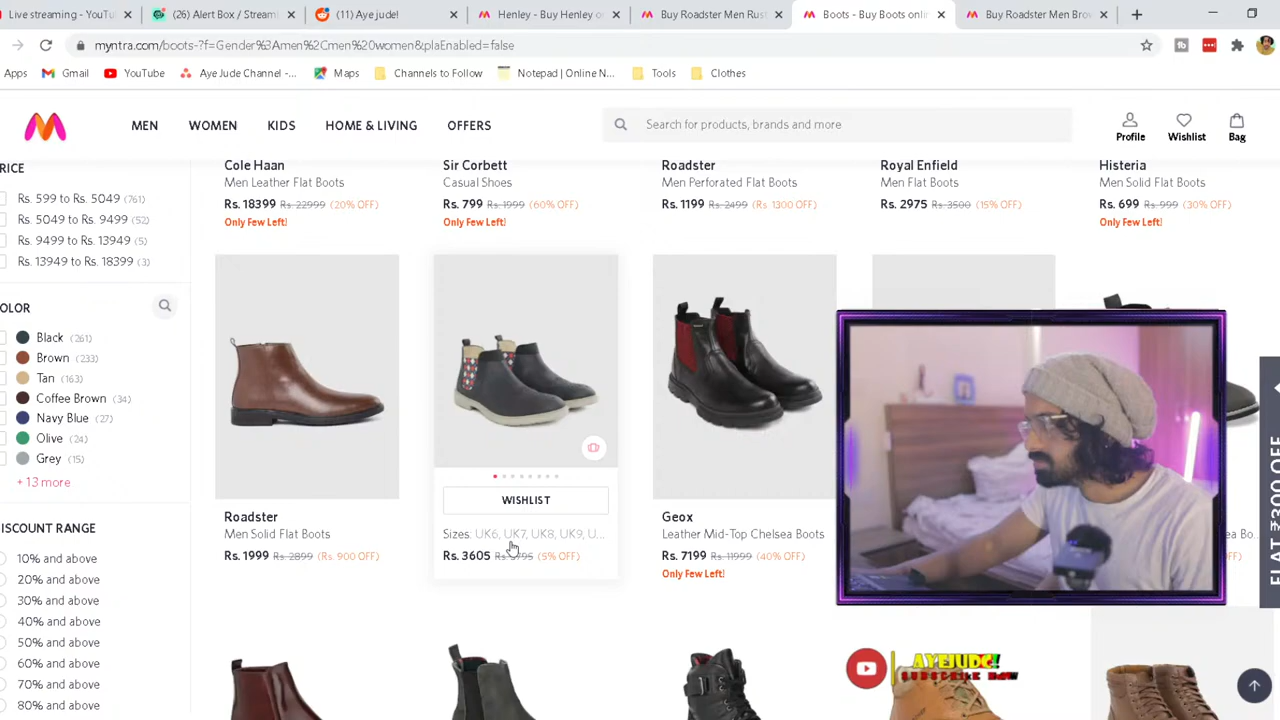 Live streaming - YouTu
(26) Alert Box / Stream
(11) Aye jude!
Henley - Buy Henley o
Buy Roadster Men Rus
Boots - Buy Boots onlin
Buy Roadster Men Bro
myntra.com/boots-?f=Gender%3Amen%2Cmen%20women&plaEnabled=false
Apps
Gmail
YouTube
Aye Jude Channel -...
Maps
Channels to Follow
Notepad | Online N...
Tools
Clothes
MEN
WOMEN
KIDS
HOME & LIVING
OFFERS
Search for products, brands and more
Profile
Wishlist
Bag
RICE
Rs. 599 to Rs. 5049 (761)
Rs. 5049 to Rs. 9499 (52)
Rs. 9499 to Rs. 13949 (5)
Rs. 13949 to Rs. 18399 (3)
OLOR
Black (261)
Brown (233)
Tan (163)
Coffee Brown (34)
Navy Blue (27)
Olive (24)
Grey (15)
+ 13 more
ISCOUNT RANGE
10% and above
20% and above
30% and above
40% and above
50% and above
60% and above
70% and above
80% and above
Cole Haan
Men Leather Flat Boots
Rs. 18399 Rs. 22999 (20% OFF)
Only Few Left!
Sir Corbett
Casual Shoes
Rs. 799 Rs. 1999 (60% OFF)
Only Few Left!
Roadster
Men Perforated Flat Boots
Rs. 1199 Rs. 2499 (Rs. 1300 OFF)
Royal Enfield
Men Flat Boots
Rs. 2975 Rs. 3500 (15% OFF)
Histeria
Men Solid Flat Boots
Rs. 699 Rs. 999 (30% OFF)
Only Few Left!
Roadster
Men Solid Flat Boots
Rs. 1999 Rs. 2899 (Rs. 900 OFF)
WISHLIST
Sizes: UK6, UK7, UK8, UK9, U...
Rs. 3605 Rs. 3795 (5% OFF)
Geox
Leather Mid-Top Chelsea Boots
Rs. 7199 Rs. 11999 (40% OFF)
Only Few Left!
FLAT ₹300 OFF
AYEJUDE!
SUBSCRIBE NOW